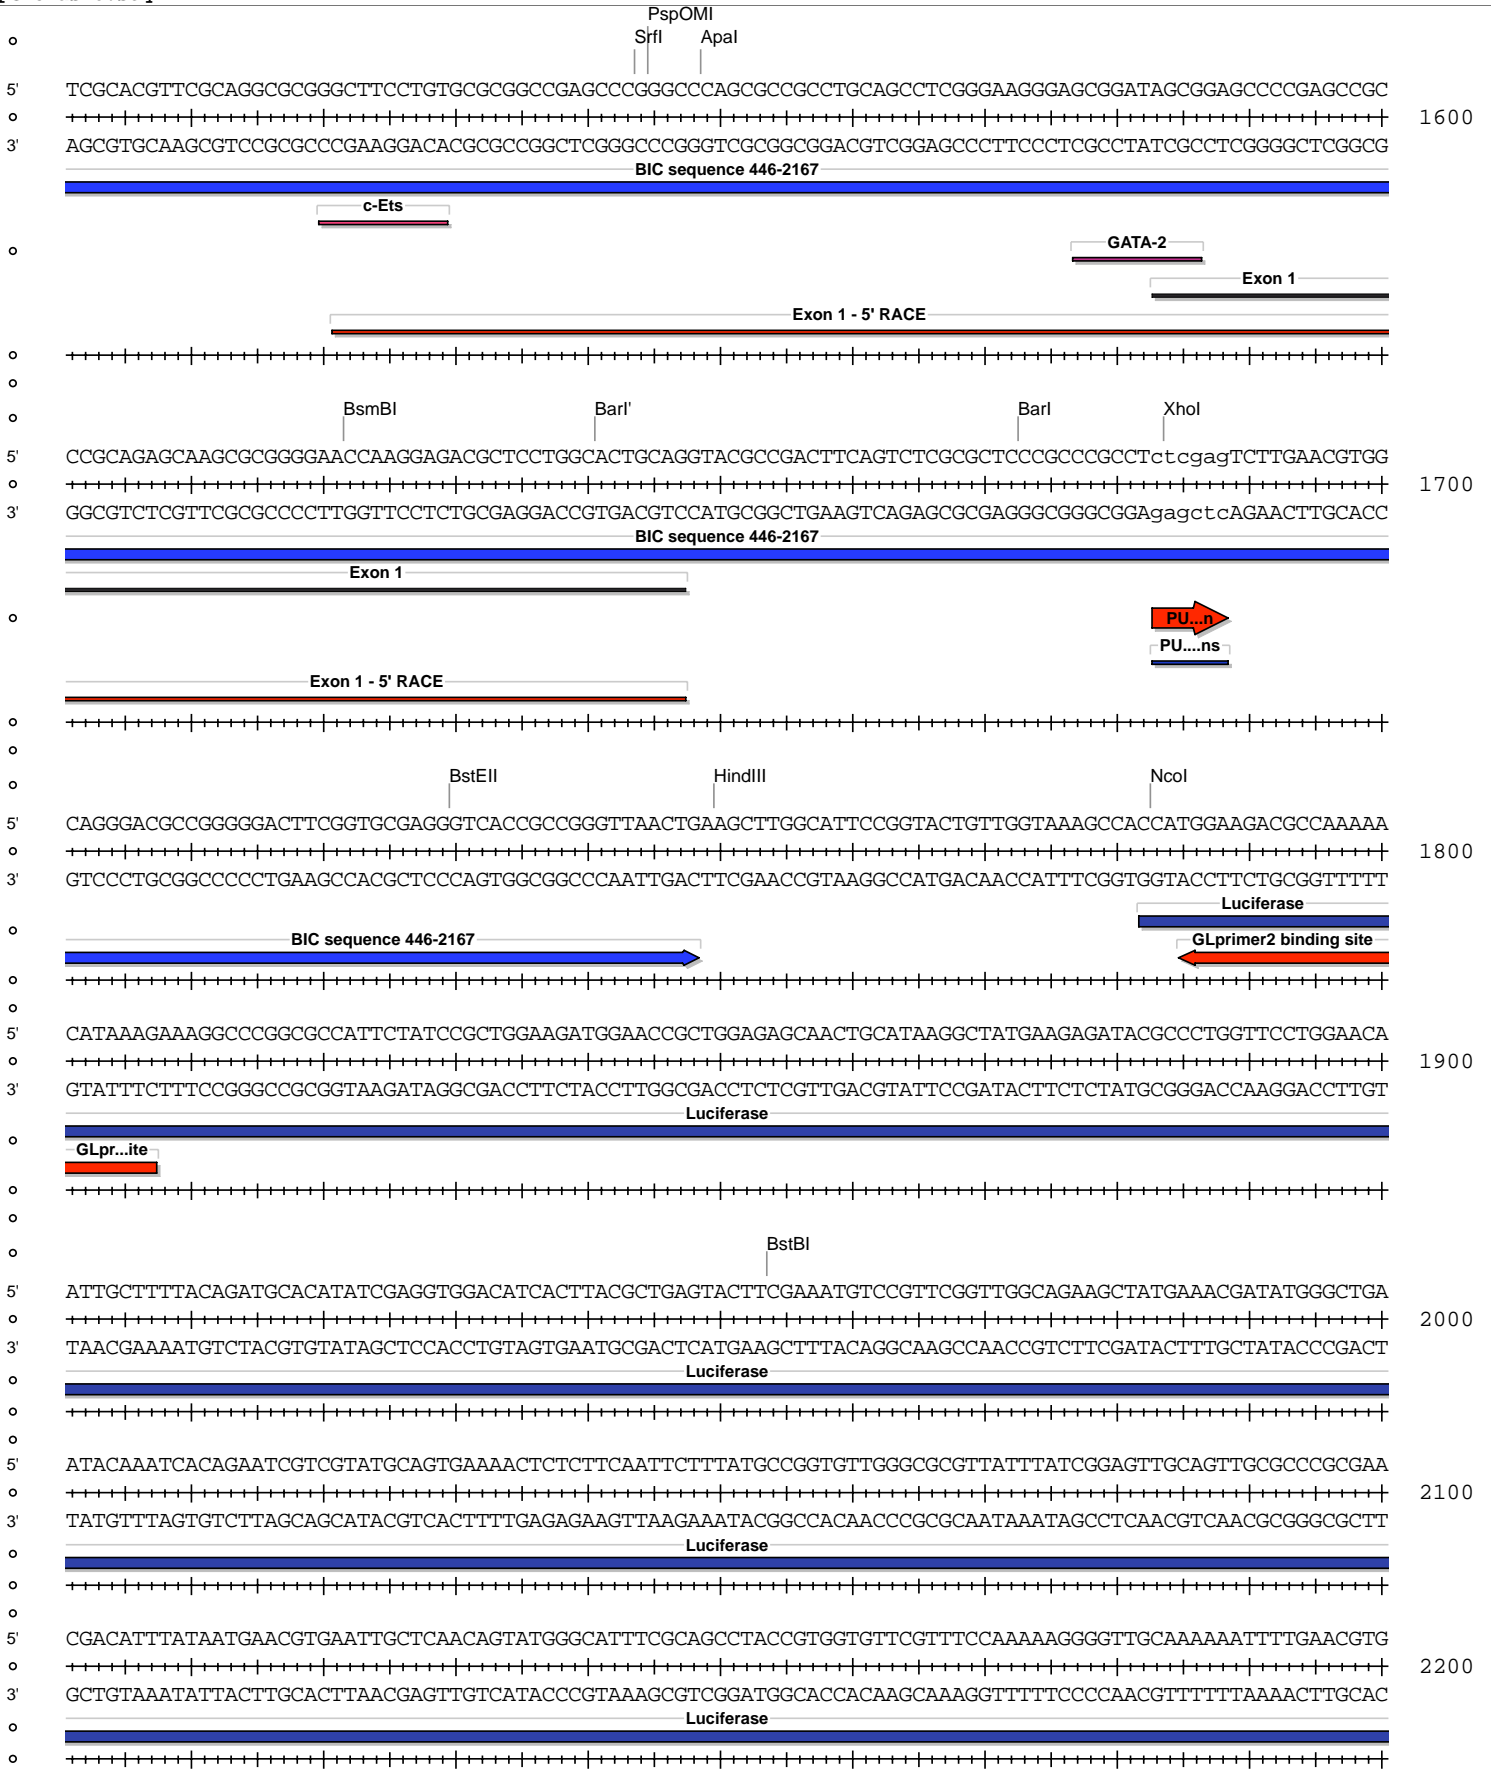 PspOMI
SrfI ApaI
5' TCGCACGTTCGCAGGCGCGGGCTTCCTGTGCGCGGCCGAGCCCGGGCCCAGCGCCGCCTGCAGCCTCGGGAAGGGAGCGGATAGCGGAGCCCCGAGCCGC
1600
3' AGCGTGCAAGCGTCCGCGCCCGAAGGACACGCGCCGGCTCGGGCCCGGGTCGCGGCGGACGTCGGAGCCCTTCCCTCGCCTATCGCCTCGGGGCTCGGCG
BIC sequence 446-2167
c-Ets
GATA-2
Exon 1
Exon 1 - 5' RACE
BsmBI BarI' BarI XhoI
5' CCGCAGAGCAAGCGCGGGGAACCAAGGAGACGCTCCTGGCACTGCAGGTACGCCGACTTCAGTCTCGCGCTCCCGCCCGCCTctcgagTCTTGAACGTGG
1700
3' GGCGTCTCGTTCGCGCCCCTTGGTTCCTCTGCGAGGACCGTGACGTCCATGCGGCTGAAGTCAGAGCGCGAGGGCGGGCGGAgagctcAGAACTTGCACC
BIC sequence 446-2167
Exon 1
PU...n
PU....ns
Exon 1 - 5' RACE
BstEII HindIII NcoI
5' CAGGGACGCCGGGGGACTTCGGTGCGAGGGTCACCGCCGGGTTAACTGAAGCTTGGCATTCCGGTACTGTTGGTAAAGCCACCATGGAAGACGCCAAAAA
1800
3' GTCCCTGCGGCCCCCTGAAGCCACGCTCCCAGTGGCGGCCCAATTGACTTCGAACCGTAAGGCCATGACAACCATTTCGGTGGTACCTTCTGCGGTTTTT
Luciferase
BIC sequence 446-2167 GLprimer2 binding site
5' CATAAAGAAAGGCCCGGCGCCATTCTATCCGCTGGAAGATGGAACCGCTGGAGAGCAACTGCATAAGGCTATGAAGAGATACGCCCTGGTTCCTGGAACA
1900
3' GTATTTCTTTCCGGGCCGCGGTAAGATAGGCGACCTTCTACCTTGGCGACCTCTCGTTGACGTATTCCGATACTTCTCTATGCGGGACCAAGGACCTTGT
Luciferase
GLpr...ite
BstBI
5' ATTGCTTTTACAGATGCACATATCGAGGTGGACATCACTTACGCTGAGTACTTCGAAATGTCCGTTCGGTTGGCAGAAGCTATGAAACGATATGGGCTGA
2000
3' TAACGAAAATGTCTACGTGTATAGCTCCACCTGTAGTGAATGCGACTCATGAAGCTTTACAGGCAAGCCAACCGTCTTCGATACTTTGCTATACCCGACT
Luciferase
5' ATACAAATCACAGAATCGTCGTATGCAGTGAAAACTCTCTTCAATTCTTTATGCCGGTGTTGGGCGCGTTATTTATCGGAGTTGCAGTTGCGCCCGCGAA
2100
3' TATGTTTAGTGTCTTAGCAGCATACGTCACTTTTGAGAGAAGTTAAGAAATACGGCCACAACCCGCGCAATAAATAGCCTCAACGTCAACGCGGGCGCTT
Luciferase
5' CGACATTTATAATGAACGTGAATTGCTCAACAGTATGGGCATTTCGCAGCCTACCGTGGTGTTCGTTTCCAAAAAGGGGTTGCAAAAAATTTTGAACGTG
2200
3' GCTGTAAATATTACTTGCACTTAACGAGTTGTCATACCCGTAAAGCGTCGGATGGCACCACAAGCAAAGGTTTTTCCCCAACGTTTTTTAAAACTTGCAC
Luciferase